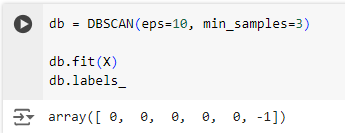 db = DBSCAN(eps=10, min_samples=3)
db.fit(X)
db.labels_
array([ 0,  0,  0,  0,  0, -1])